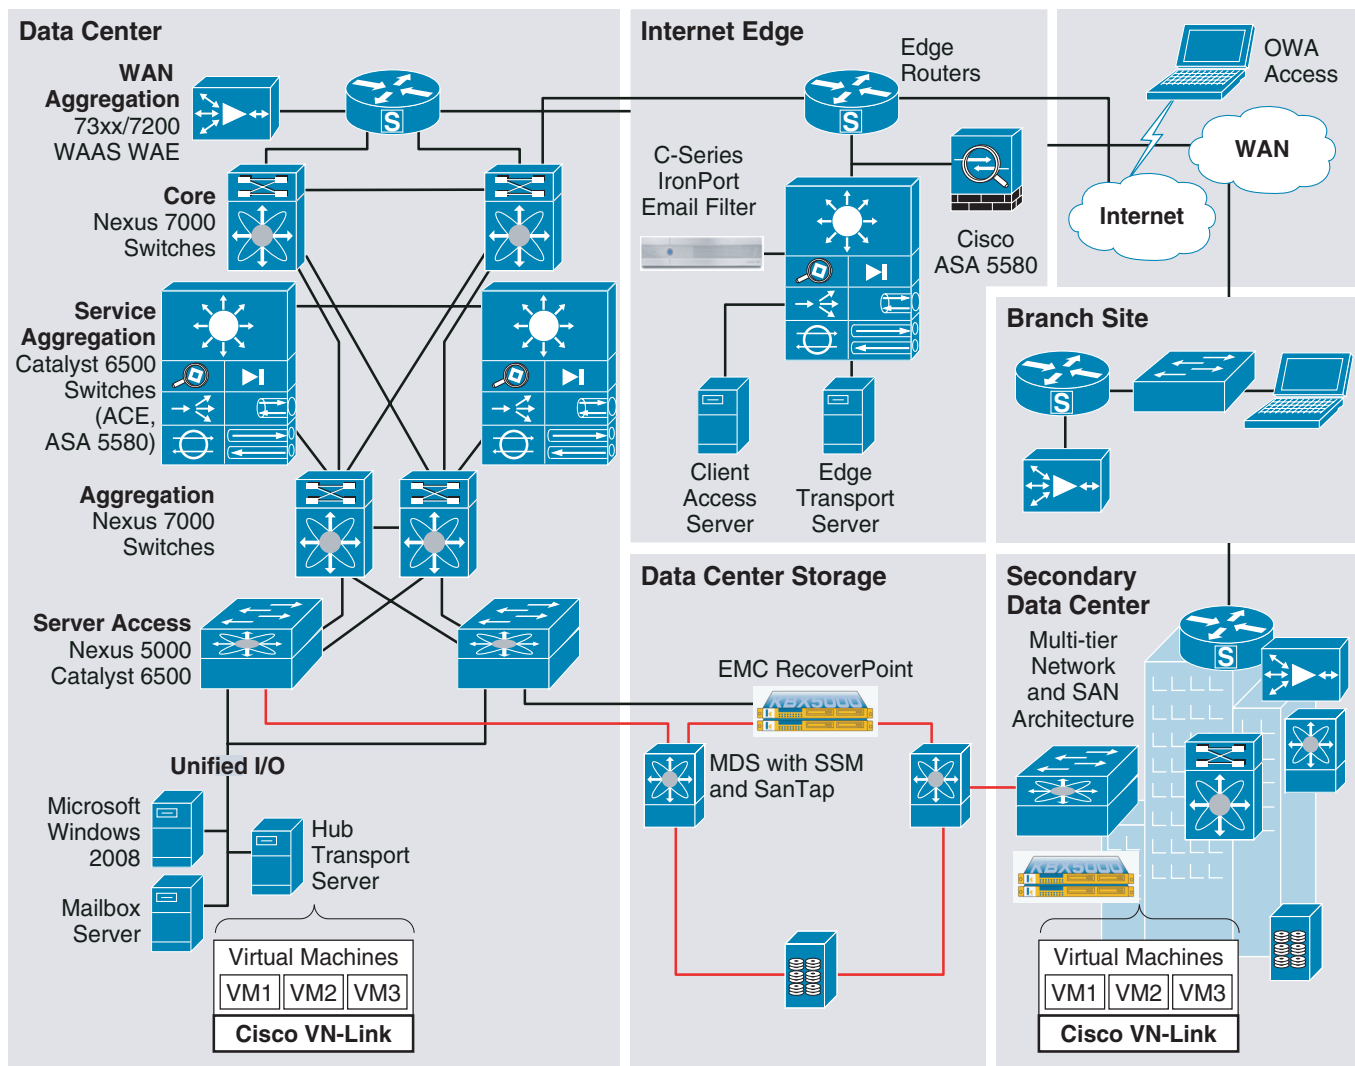 Data Center
WAN
Aggregation
73xx/7200
WAAS WAE
S
Core
Nexus 7000
Switches
Service
Aggregation
Catalyst 6500
Switches
(ACE,
ASA 5580)
Aggregation
Nexus 7000
Switches
Server Access
Nexus 5000
Catalyst 6500
Unified I/O
Microsoft
Windows
2008
Hub
Transport
Server
Mailbox
Server
Virtual Machines
VM1 VM2 VM3
Cisco VN-Link
Internet Edge
Edge
Routers
S
C-Series
IronPort
Email Filter
Cisco
ASA 5580
Client
Access
Server
Edge
Transport
Server
OWA
Access
WAN
Internet
Branch Site
S
Data Center Storage
EMC RecoverPoint
KBX5000
MDS with SSM
and SanTap
Secondary
Data Center
Multi-tier
Network
and SAN
Architecture
S
KBX5000
Virtual Machines
VM1 VM2 VM3
Cisco VN-Link